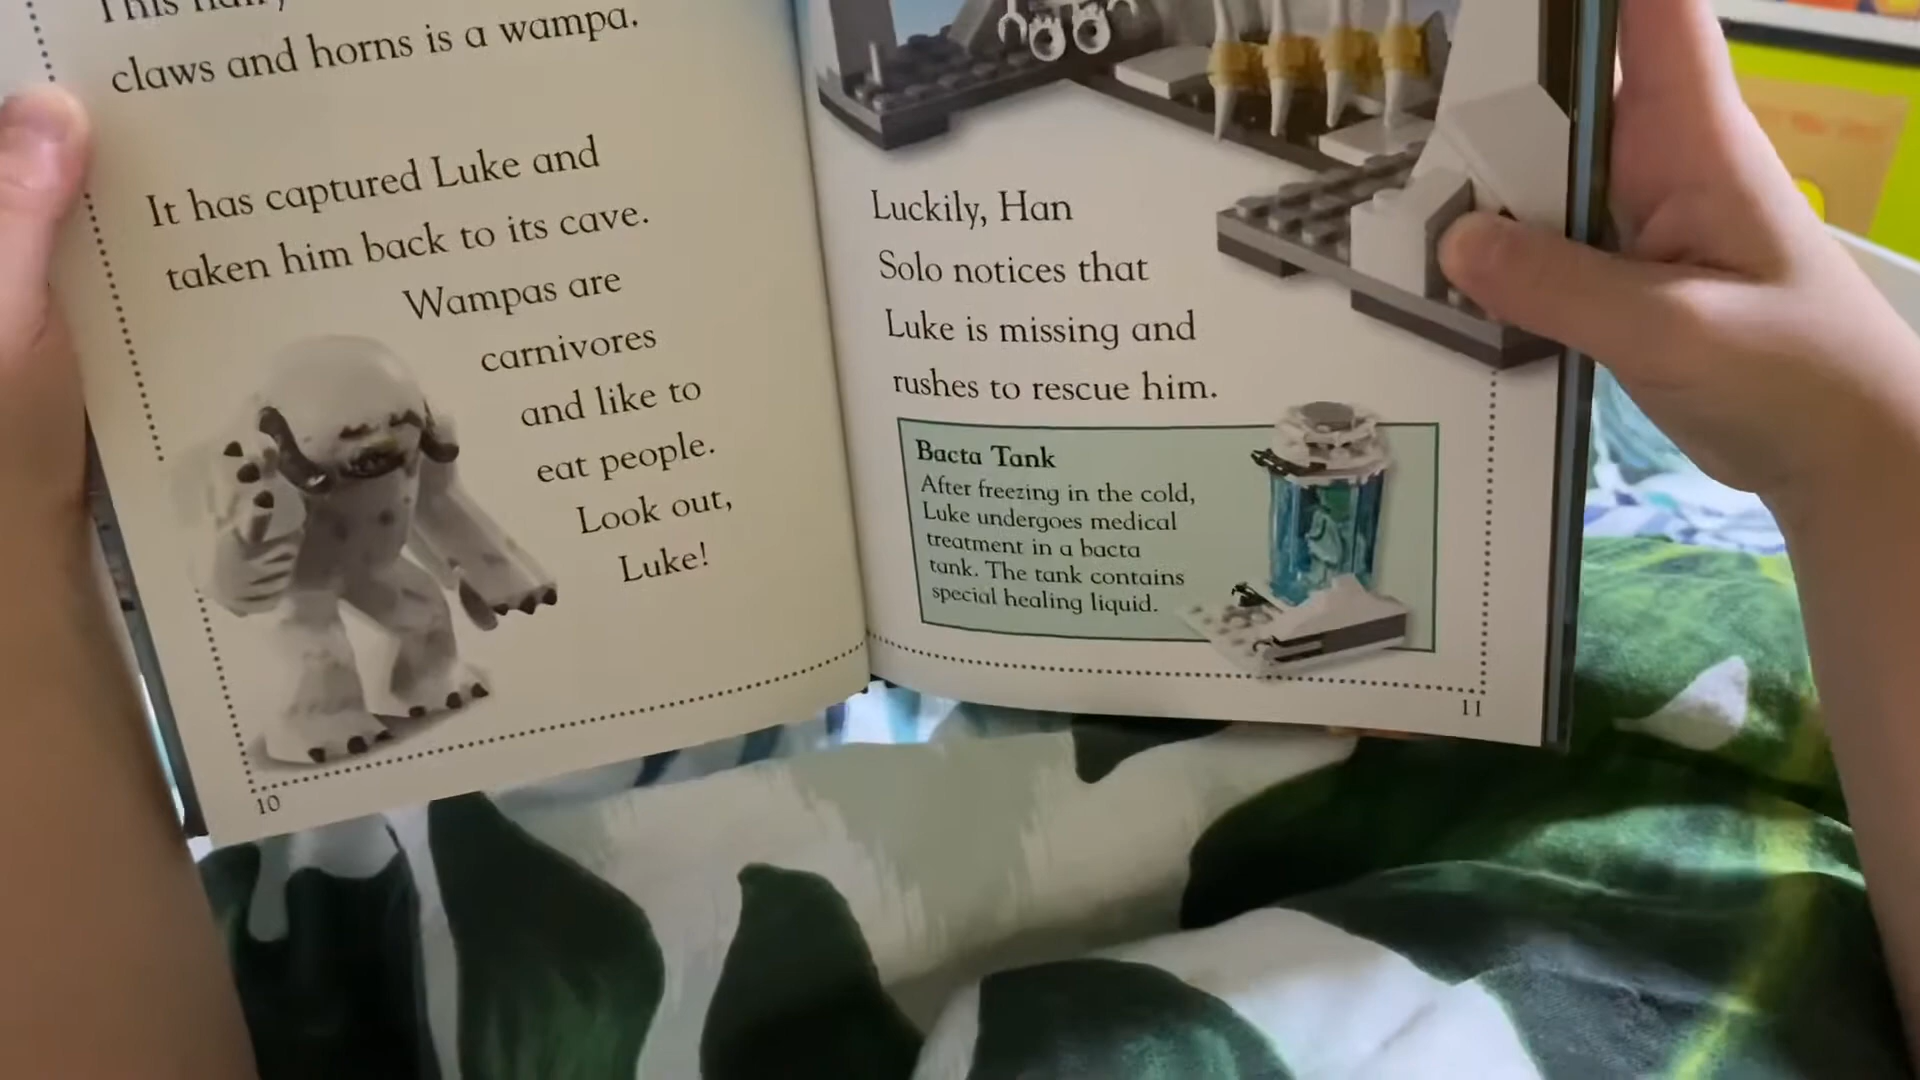 This
claws and horns is a wampa.
It has captured Luke and
taken him back to its cave.
Wampas are
carnivores
and like to
eat people.
Look out,
Luke!
10
Luckily, Han
Solo notices that
Luke is missing and
rushes to rescue him.
Bacta Tank
After freezing in the cold,
Luke undergoes medical
treatment in a bacta
tank. The tank contains
special healing liquid.
11